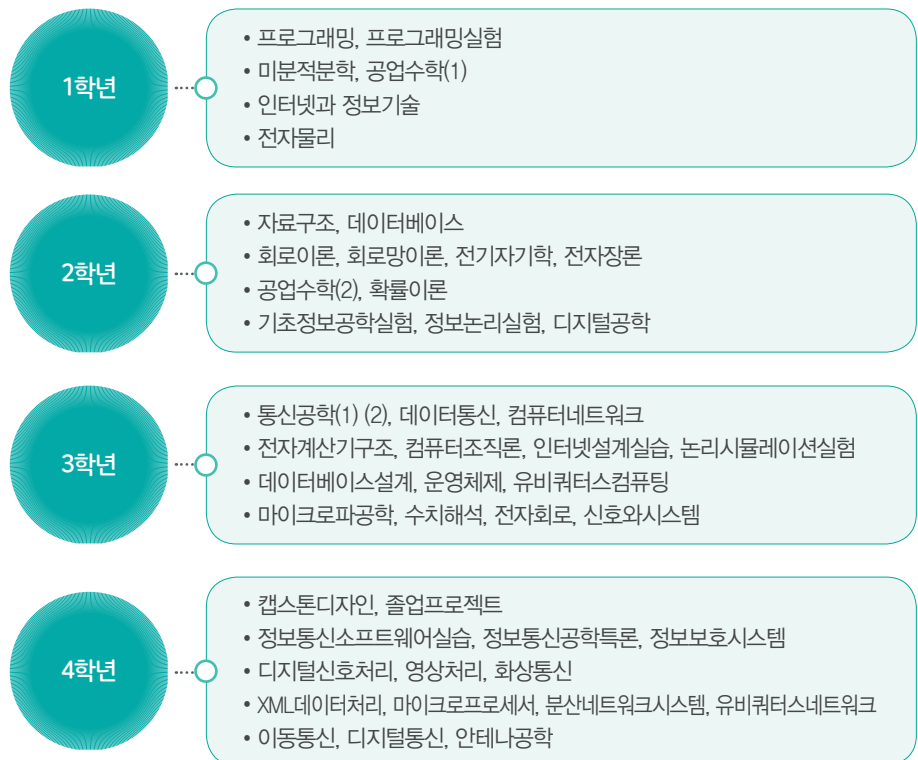 1학년
• 프로그래밍, 프로그래밍실험
• 미분적분학, 공업수학(1)
• 인터넷과 정보기술
• 전자물리
2학년
• 자료구조, 데이터베이스
• 회로이론, 회로망이론, 전기자기학, 전자장론
• 공업수학(2), 확률이론
• 기초정보공학실험, 정보논리실험, 디지털공학
3학년
• 통신공학(1) (2), 데이터통신, 컴퓨터네트워크
• 전자계산기구조, 컴퓨터조직론, 인터넷설계실습, 논리시뮬레이션실험
• 데이터베이스설계, 운영체제, 유비쿼터스컴퓨팅
• 마이크로파공학, 수치해석, 전자회로, 신호와시스템
4학년
• 캡스톤디자인, 졸업프로젝트
• 정보통신소프트웨어실습, 정보통신공학특론, 정보보호시스템
• 디지털신호처리, 영상처리, 화상통신
• XML데이터처리, 마이크로프로세서, 분산네트워크시스템, 유비쿼터스네트워크
• 이동통신, 디지털통신, 안테나공학